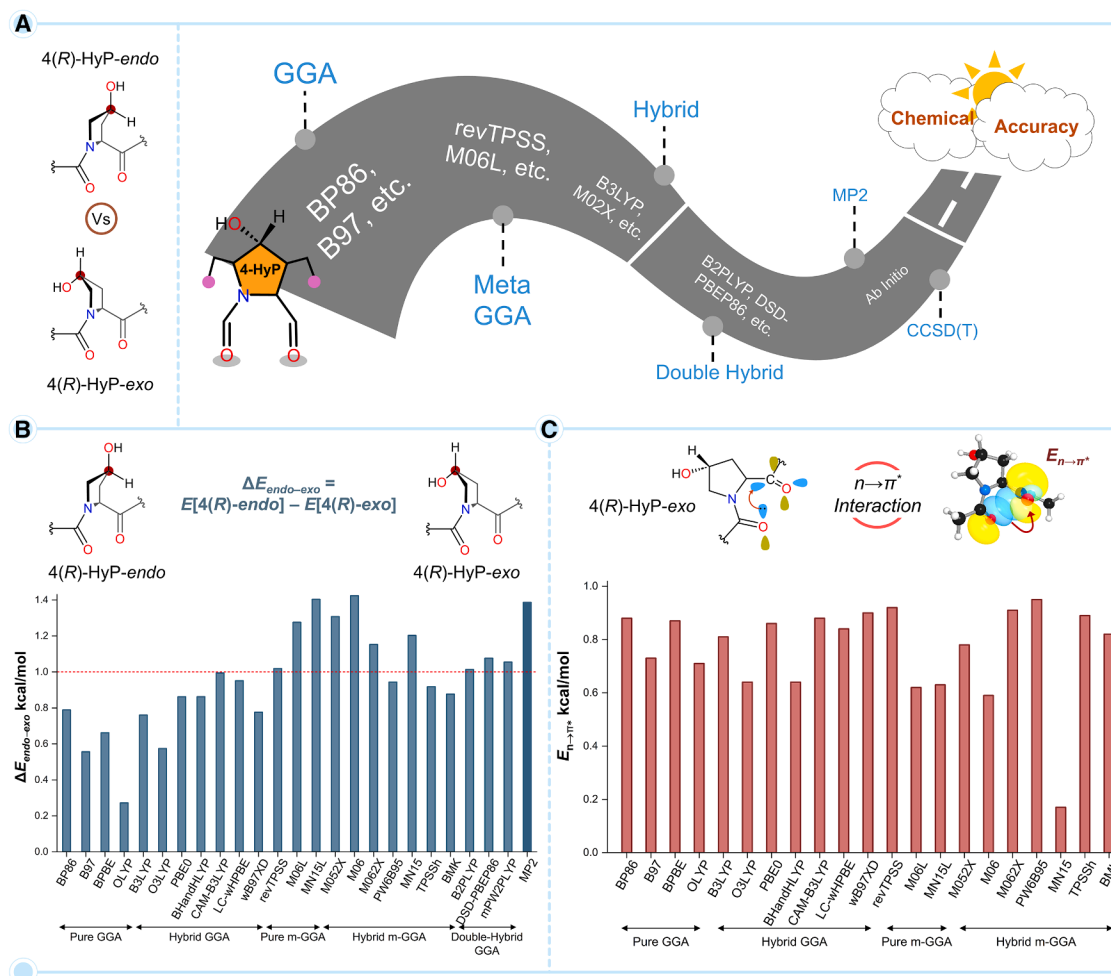 A
4(R)-HyP-endo
OH
H
N
O
O
Vs
H
HO
N
O
O
4(R)-HyP-exo
GGA
BP86,
B97, etc.
revTPSS,
M06L, etc.
Meta
GGA
Hybrid
B3LYP,
M02X, etc.
B2PLYP, DSD-
PBEP86, etc.
Double Hybrid
MP2
Ab Initio
CCSD(T)
Chemical
Accuracy
HO
H
4-HyP
N
O
O
B
OH
H
N
O
O
4(R)-HyP-endo
ΔE endo–exo =
E[4(R)-endo] – E[4(R)-exo]
H
HO
N
O
O
4(R)-HyP-exo
ΔE endo–exo kcal/mol
1.4
1.2
1.0
0.8
0.6
0.4
0.2
0.0
BP86
B97
BPBE
OLYP
B3LYP
O3LYP
PBE0
BHandHLYP
CAM-B3LYP
LC-wHPBE
wB97XD
revTPSS
M06L
MN15L
M052X
M06
M062X
PW6B95
MN15
TPSSh
BMK
B2PLYP
DSD-PBEP86
mPW2PLYP
MP2
Pure GGA
Hybrid GGA
Pure m-GGA
Hybrid m-GGA
Double-Hybrid
GGA
C
H
HO
N
C
O
O
4(R)-HyP-exo
n→π*
Interaction
E n→π*
E n→π* kcal/mol
1.0
0.8
0.6
0.4
0.2
0.0
BP86
B97
BPBE
OLYP
B3LYP
O3LYP
PBE0
BHandHLYP
CAM-B3LYP
LC-wHPBE
wB97XD
revTPSS
M06L
MN15L
M052X
M06
M062X
PW6B95
MN15
TPSSh
BM
Pure GGA
Hybrid GGA
Pure m-GGA
Hybrid m-GGA